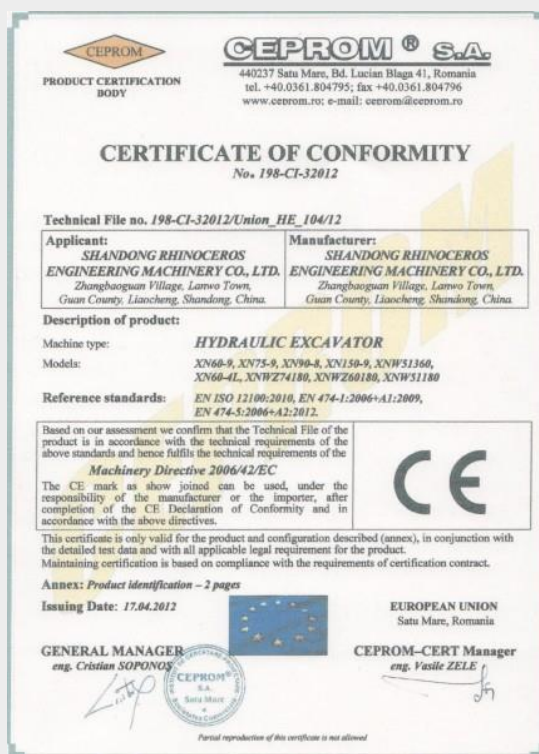 CEPROM
PRODUCT CERTIFICATION
BODY
CEPROM ® S.A.
440237 Satu Mare, Bd. Lucian Blaga 41, Romania
tel. +40.0361.804795; fax +40.0361.804796
www.ceprom.ro; e-mail: ceprom@ceprom.ro
CERTIFICATE OF CONFORMITY
No. 198-CI-32012
Technical File no. 198-CI-32012/Union_HE_104/12
Applicant:
SHANDONG RHINOCEROS
ENGINEERING MACHINERY CO., LTD.
Zhangbaoguan Village, Lanwo Town,
Guan County, Liaocheng, Shandong, China.
Manufacturer:
SHANDONG RHINOCEROS
ENGINEERING MACHINERY CO., LTD.
Zhangbaoguan Village, Lanwo Town,
Guan County, Liaocheng, Shandong, China.
Description of product:
Machine type: HYDRAULIC EXCAVATOR
Models: XN60-9, XN75-9, XN90-8, XN150-9, XNW51360,
XN60-4L, XNWZ74180, XNWZ60180, XNW51180
Reference standards: EN ISO 12100:2010, EN 474-1:2006+A1:2009,
EN 474-5:2006+A2:2012.
Based on our assessment we confirm that the Technical File of the
product is in accordance with the technical requirements of the
above standards and hence fulfils the technical requirements of the
Machinery Directive 2006/42/EC
The CE mark as show joined can be used, under the
responsibility of the manufacturer or the importer, after
completion of the CE Declaration of Conformity and in
accordance with the above directives.
CE
This certificate is only valid for the product and configuration described (annex), in conjunction with
the detailed test data and with all applicable legal requirement for the product.
Maintaining certification is based on compliance with the requirements of certification contract.
Annex: Product identification – 2 pages
Issuing Date: 17.04.2012
EUROPEAN UNION
Satu Mare, Romania
GENERAL MANAGER
eng. Cristian SOPONOS
CEPROM
S.A.
Satu Mare
CEPROM–CERT Manager
eng. Vasile ZELE
Partial reproduction of this certificate is not allowed